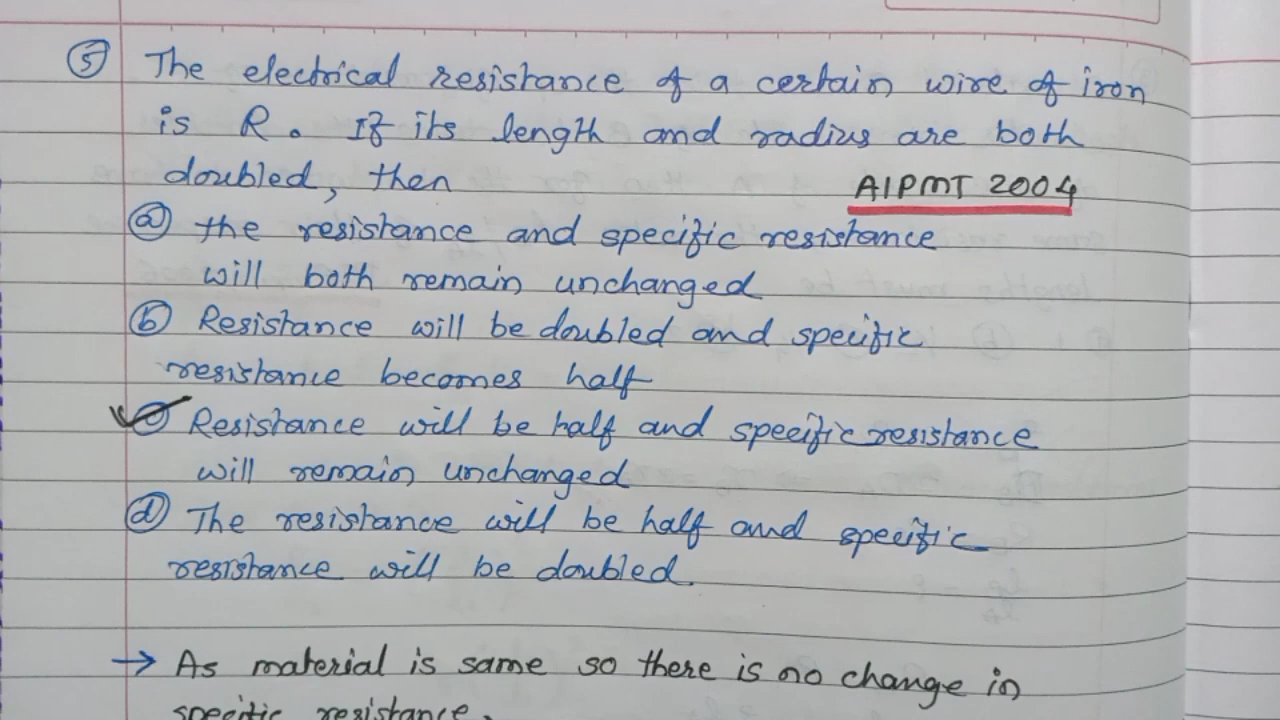 ⑤ The electrical resistance of a certain wire of iron
is R. If its length and radius are both
doubled, then
AIPMT 2004
ⓐ the resistance and specific resistance
will both remain unchanged
ⓑ Resistance will be doubled and specific
resistance becomes half
ⓒ Resistance will be half and specific resistance
will remain unchanged
ⓓ The resistance will be half and specific
resistance will be doubled.
→ As material is same so there is no change in
specific resistance.